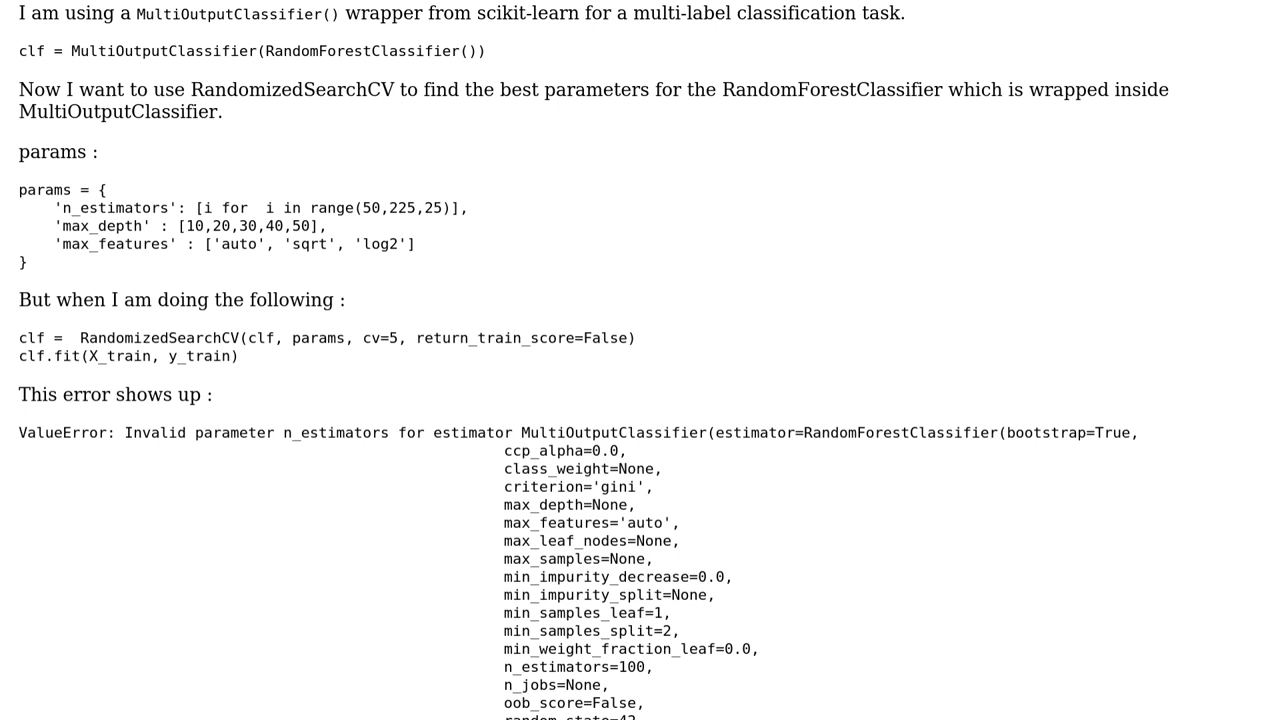 I am using a MultiOutputClassifier() wrapper from scikit-learn for a multi-label classification task.
clf = MultiOutputClassifier(RandomForestClassifier())
Now I want to use RandomizedSearchCV to find the best parameters for the RandomForestClassifier which is wrapped inside
MultiOutputClassifier.
params :
params = {
    'n_estimators': [i for  i in range(50,225,25)],
    'max_depth' : [10,20,30,40,50],
    'max_features' : ['auto', 'sqrt', 'log2']
}
But when I am doing the following :
clf =  RandomizedSearchCV(clf, params, cv=5, return_train_score=False)
clf.fit(X_train, y_train)
This error shows up :
ValueError: Invalid parameter n_estimators for estimator MultiOutputClassifier(estimator=RandomForestClassifier(bootstrap=True,
ccp_alpha=0.0,
class_weight=None,
criterion='gini',
max_depth=None,
max_features='auto',
max_leaf_nodes=None,
max_samples=None,
min_impurity_decrease=0.0,
min_impurity_split=None,
min_samples_leaf=1,
min_samples_split=2,
min_weight_fraction_leaf=0.0,
n_estimators=100,
n_jobs=None,
oob_score=False,
random_state=42,